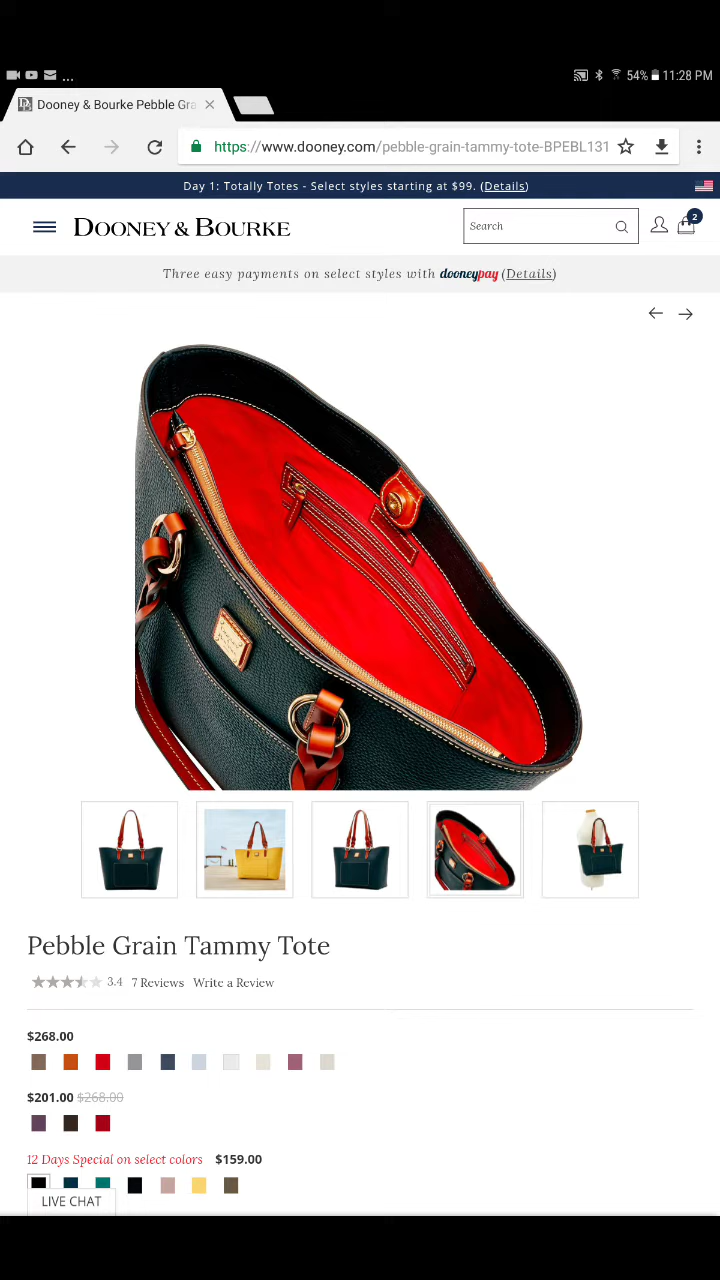 ... 54% 11:28 PM
Dooney & Bourke Pebble Gra
https://www.dooney.com/pebble-grain-tammy-tote-BPEBL131
Day 1: Totally Totes - Select styles starting at $99. (Details)
DOONEY & BOURKE Search 2
Three easy payments on select styles with dooneypay (Details)
Pebble Grain Tammy Tote
3.4 7 Reviews Write a Review
$268.00
$201.00 $268.00
12 Days Special on select colors $159.00
LIVE CHAT